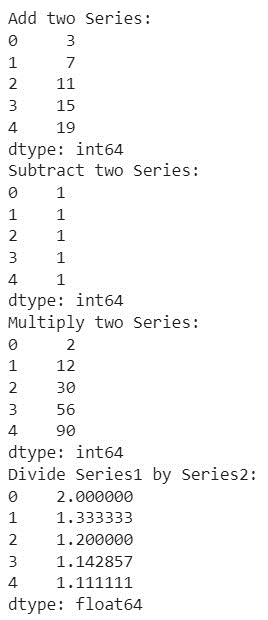 Add two Series:
0     3
1     7
2    11
3    15
4    19
dtype: int64
Subtract two Series:
0    1
1    1
2    1
3    1
4    1
dtype: int64
Multiply two Series:
0     2
1    12
2    30
3    56
4    90
dtype: int64
Divide Series1 by Series2:
0    2.000000
1    1.333333
2    1.200000
3    1.142857
4    1.111111
dtype: float64